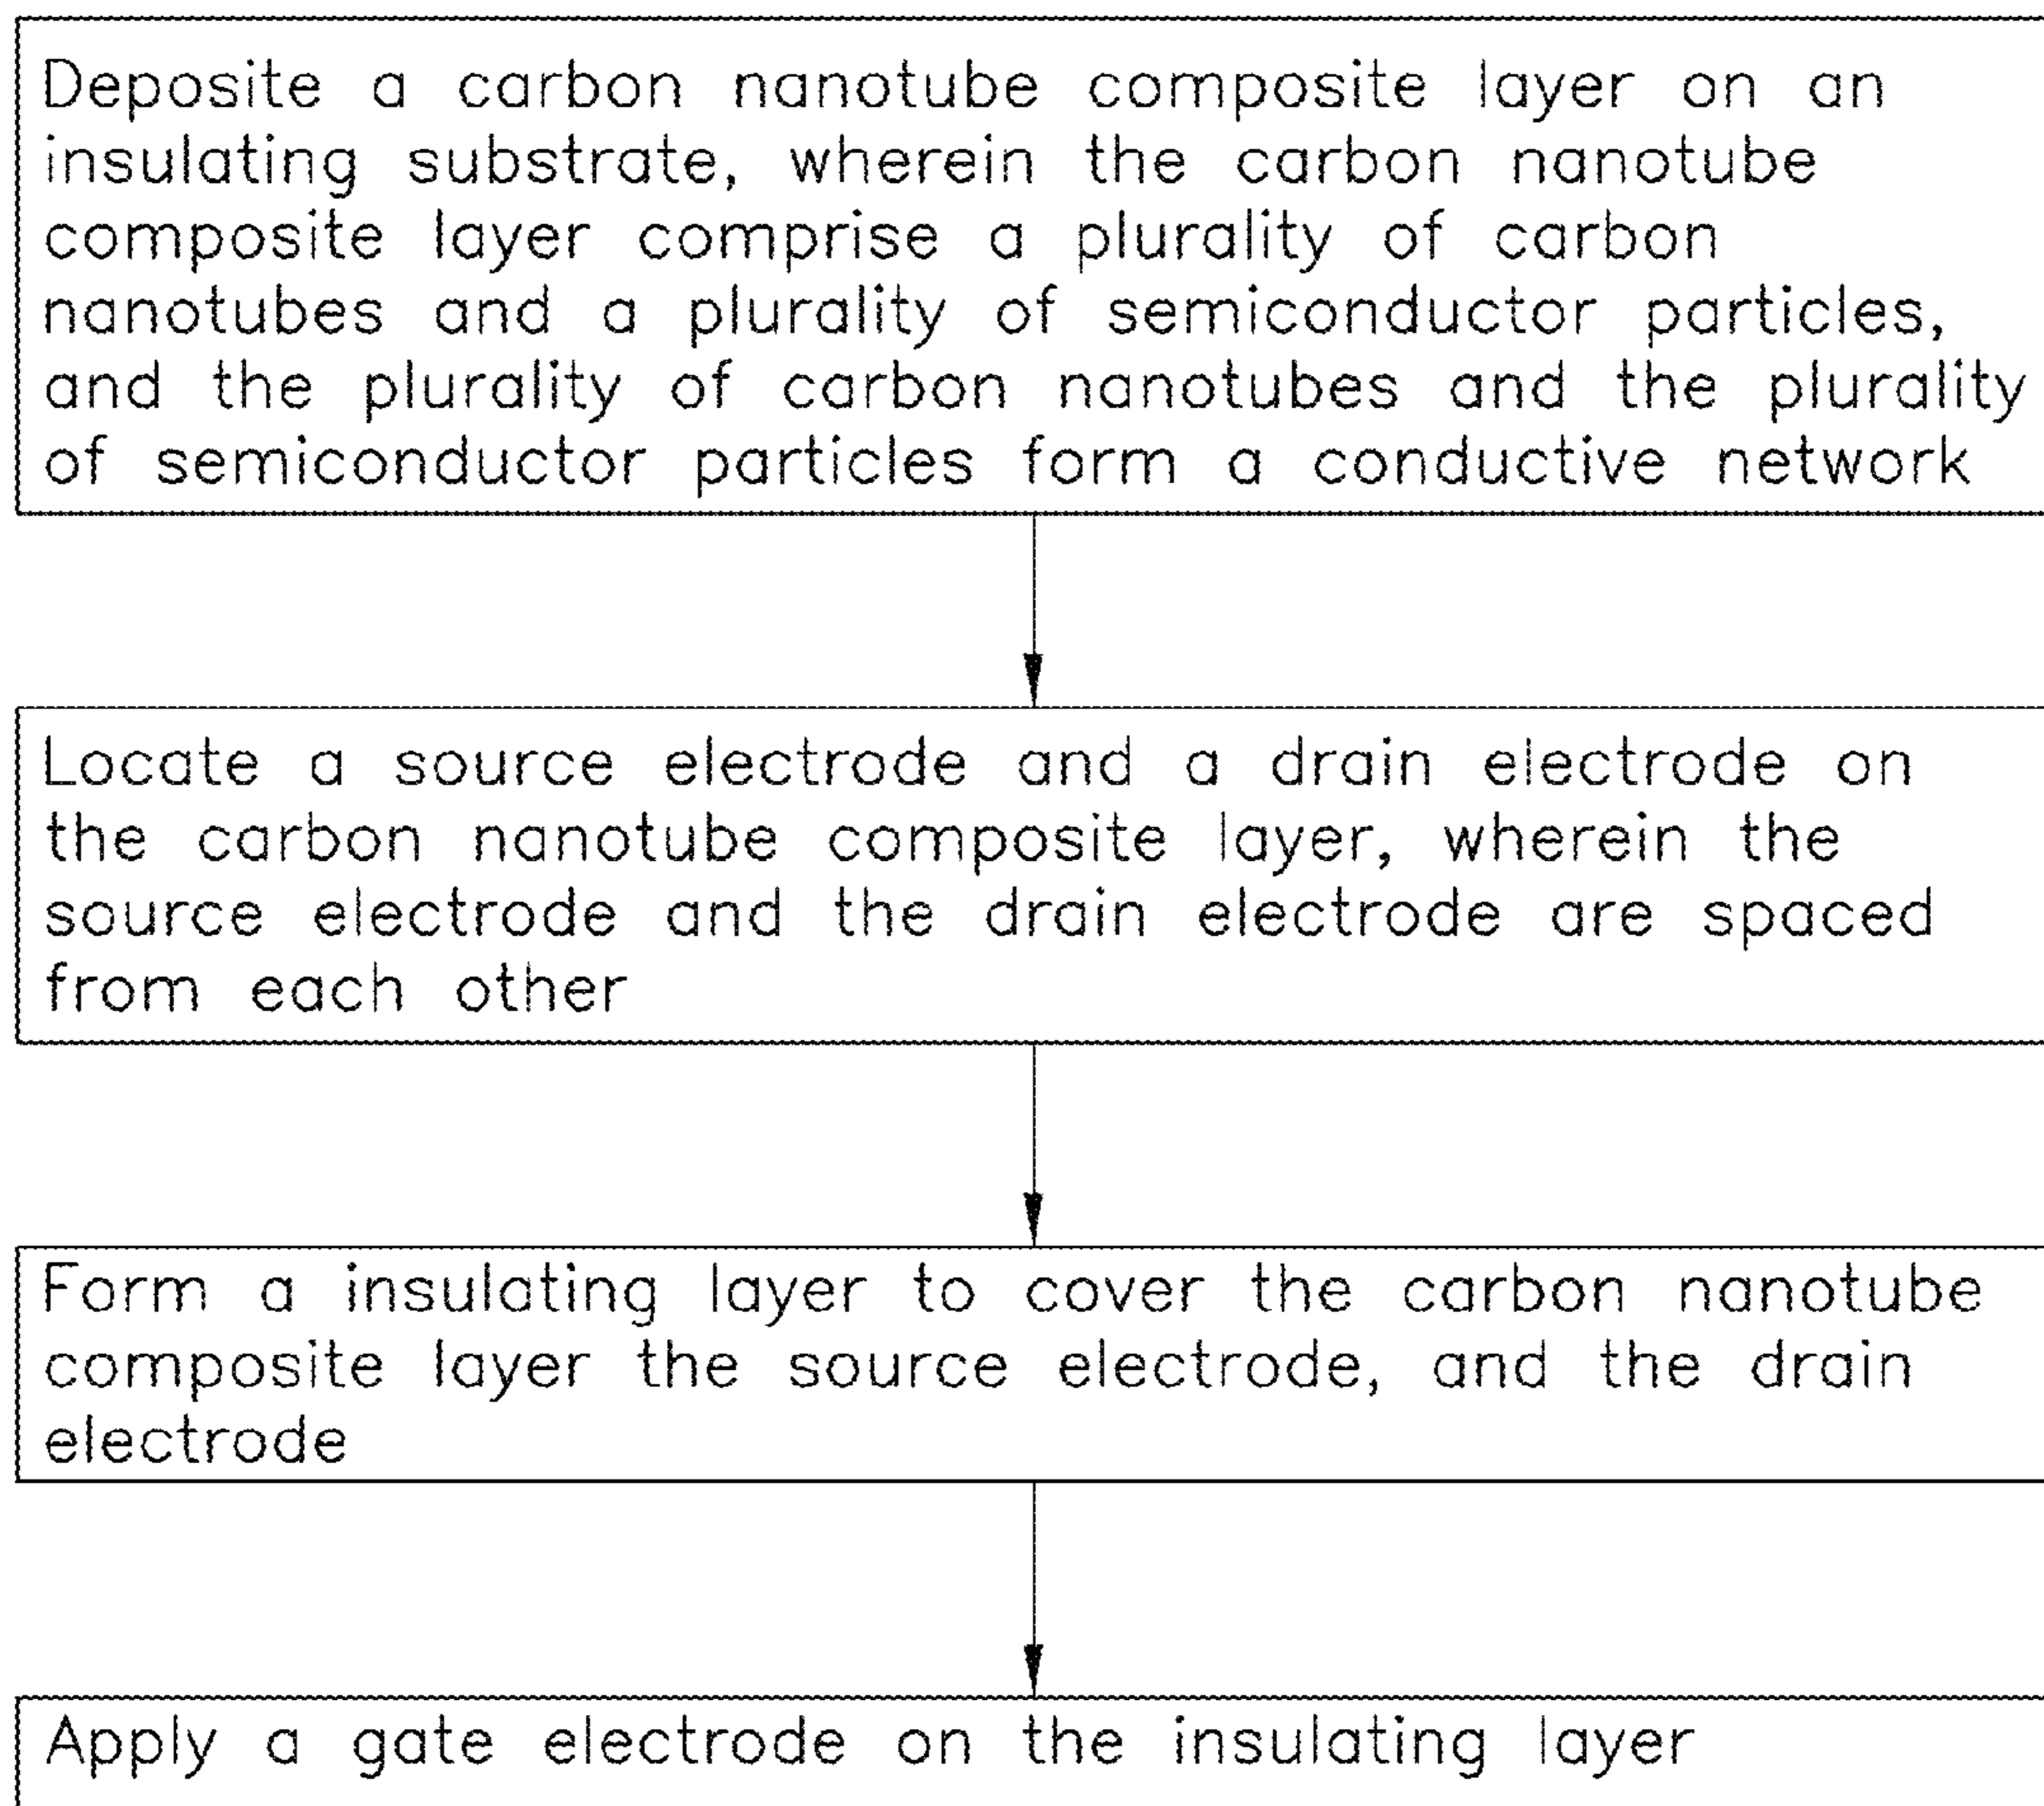 Deposite a carbon nanotube composite layer on an
insulating substrate, wherein the carbon nanotube
composite layer comprise a plurality of carbon
nanotubes and a plurality of semiconductor particles,
and the plurality of carbon nanotubes and the plurality
of semiconductor particles form a conductive network
Locate a source electrode and a drain electrode on
the carbon nanotube composite layer, wherein the
source electrode and the drain electrode are spaced
from each other
Form a insulating layer to cover the carbon nanotube
composite layer the source electrode, and the drain
electrode
Apply a gate electrode on the insulating layer